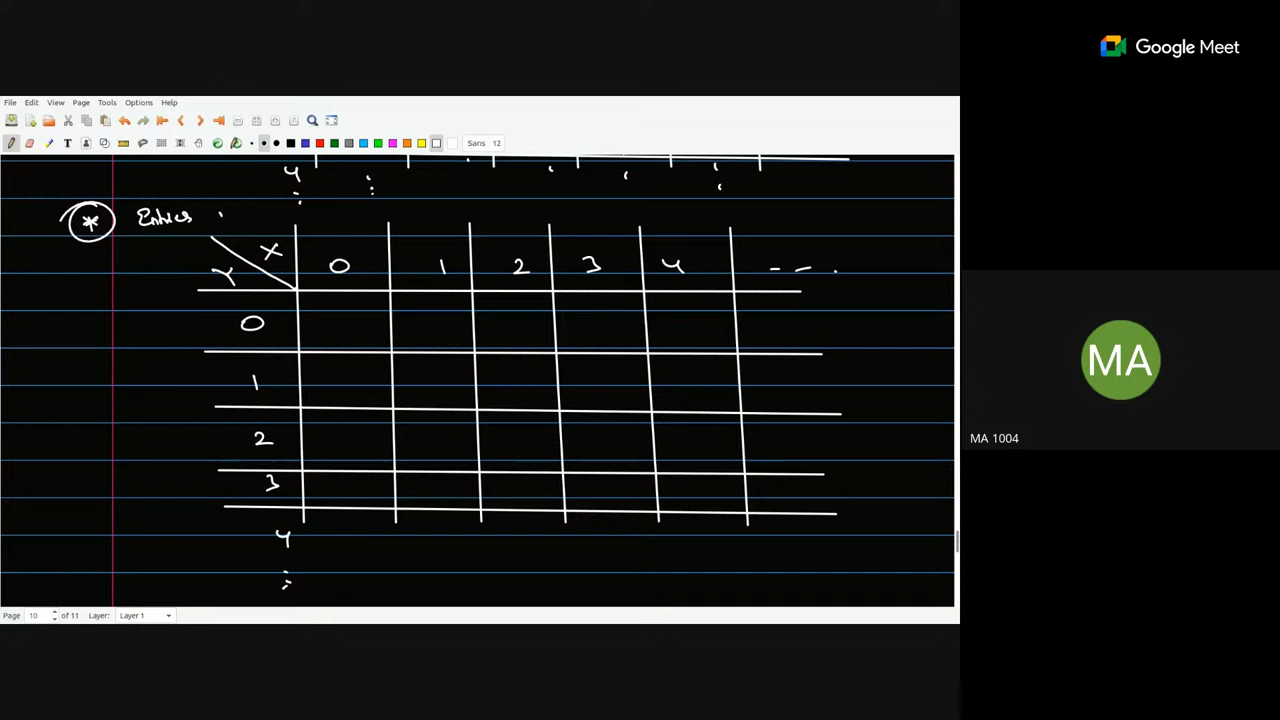 Google Meet
File Edit View Page Tools Options Help
Sans 12
4
Entries
X
Y
0 1 2 3 4 - - .
0
1
2
3
4
MA
MA 1004
Page 10 of 11 Layer: Layer 1